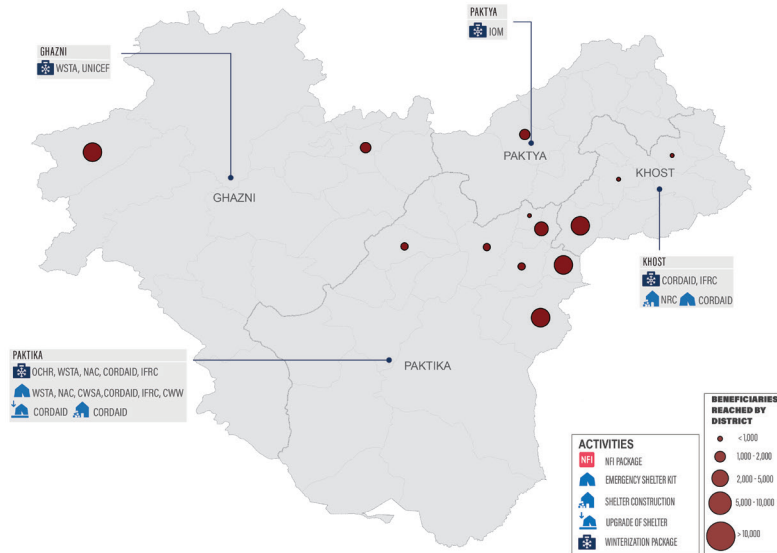 PAKTYA
IOM
GHAZNI
WSTA, UNICEF
PAKTYA
KHOST
GHAZNI
KHOST
CORDAID, IFRC
NRC CORDAID
PAKTIKA
OCHR, WSTA, NAC, CORDAID, IFRC
WSTA, NAC, CWSA,CORDAID, IFRC, CWW
CORDAID CORDAID
PAKTIKA
ACTIVITIES
NFI NFI PACKAGE
EMERGENCY SHELTER KIT
SHELTER CONSTRUCTION
UPGRADE OF SHELTER
WINTERIZATION PACKAGE
BENEFICIARIES
REACHED BY
DISTRICT
< 1,000
1,000 - 2,000
2,000 - 5,000
5,000 - 10,000
> 10,000